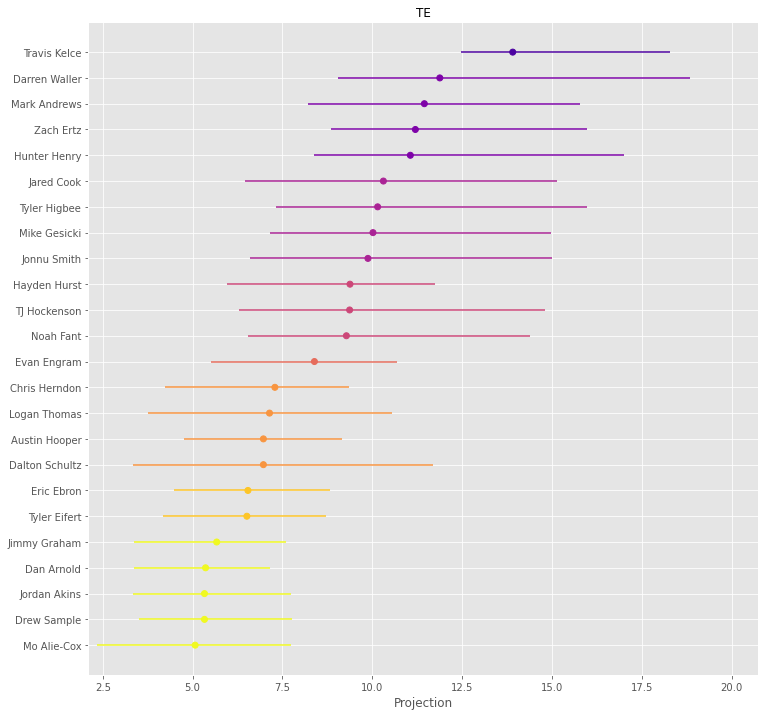 TE
Travis Kelce
Darren Waller
Mark Andrews
Zach Ertz
Hunter Henry
Jared Cook
Tyler Higbee
Mike Gesicki
Jonnu Smith
Hayden Hurst
TJ Hockenson
Noah Fant
Evan Engram
Chris Herndon
Logan Thomas
Austin Hooper
Dalton Schultz
Eric Ebron
Tyler Eifert
Jimmy Graham
Dan Arnold
Jordan Akins
Drew Sample
Mo Alie-Cox
2.5 5.0 7.5 10.0 12.5 15.0 17.5 20.0
Projection